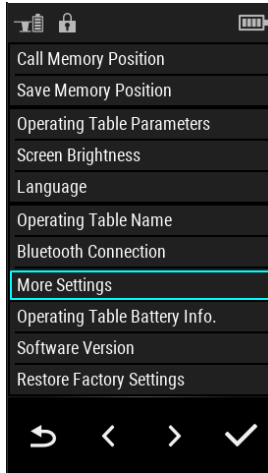 Call Memory Position
Save Memory Position
Operating Table Parameters
Screen Brightness
Language
Operating Table Name
Bluetooth Connection
More Settings
Operating Table Battery Info.
Software Version
Restore Factory Settings